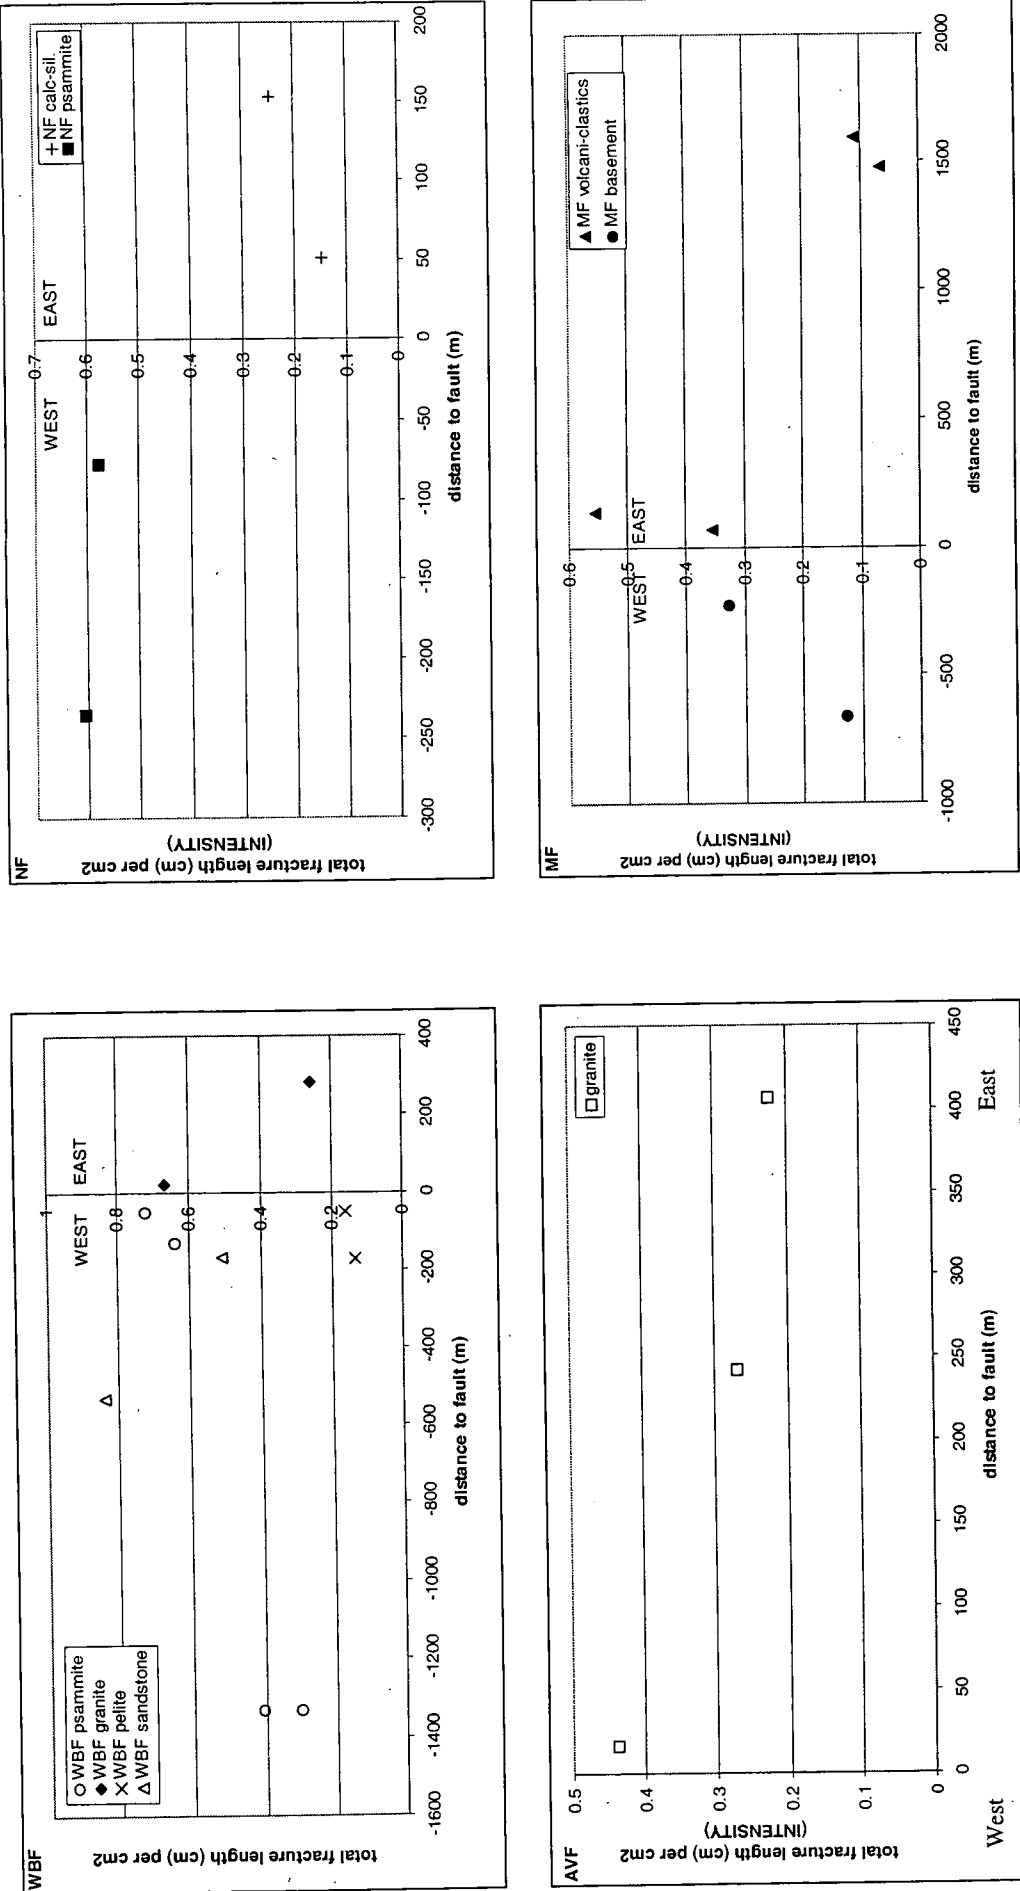 WBF
total fracture length (cm) per cm2
WEST
EAST
1
0.8
0.6
0.4
0.2
0
WBF psammite
WBF granite
WBF pelite
WBF sandstone
-1600
-1400
-1200
-1000
-800
-600
-400
-200
0
200
400
distance to fault (m)
NF
total fracture length (cm) per cm2
(INTENSITY)
WEST
EAST
0.7
0.6
0.5
0.4
0.3
0.2
0.1
0
NF calc-sil.
NF psammite
-300
-250
-200
-150
-100
-50
0
50
100
150
200
distance to fault (m)
AVF
total fracture length (cm) per cm2
(INTENSITY)
0.5
0.4
0.3
0.2
0.1
0
granite
0
50
100
150
200
250
300
350
400
450
distance to fault (m)
West
East
MF
total fracture length (cm) per cm2
(INTENSITY)
WEST
EAST
0.6
0.5
0.4
0.3
0.2
0.1
0
MF volcani-clastics
MF basement
-1000
-500
0
500
1000
1500
2000
distance to fault (m)